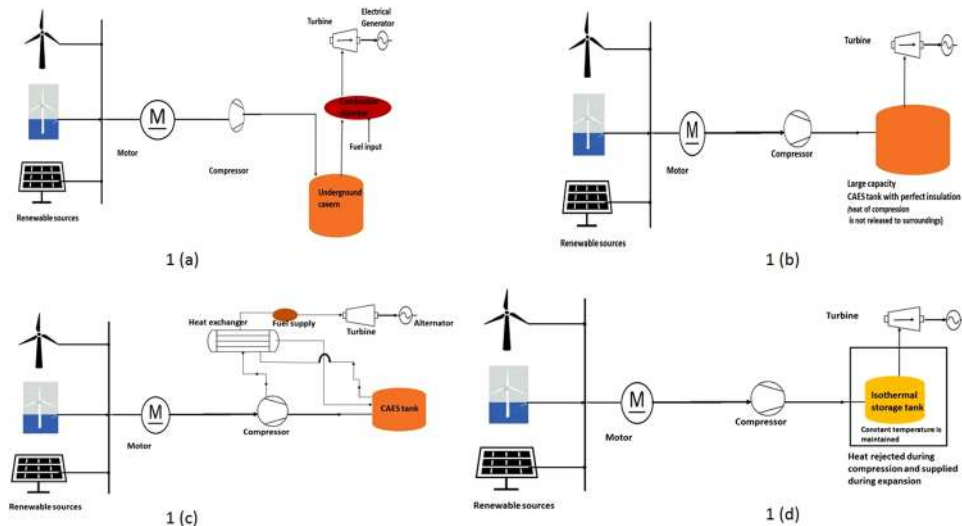 Turbine
Electrical
Generator
M
Motor
Compressor
Fuel input
Underground
cavern
Renewable sources
1 (a)
Turbine
M
Motor
Compressor
Large capacity
CAES tank with perfect insulation
(heat of compression
is not released to surroundings)
Renewable sources
1 (b)
Heat exchanger
Fuel supply
Turbine
Alternator
M
Motor
Compressor
CAES tank
Renewable sources
1 (c)
Turbine
M
Motor
Compressor
Isothermal
storage tank
Constant temperature is
maintained
Heat rejected during
compression and supplied
during expansion
Renewable sources
1 (d)